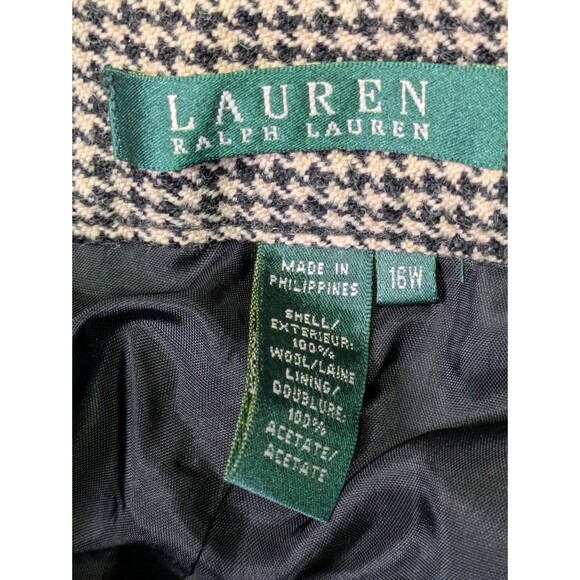 LAUREN
RALPH LAUREN
MADE IN
PHILIPPINES
16W
SHELL/
EXTERIEUR:
100%
WOOL/LAINE
LINING/
DOUBLURE:
100%
ACETATE/
ACETATE